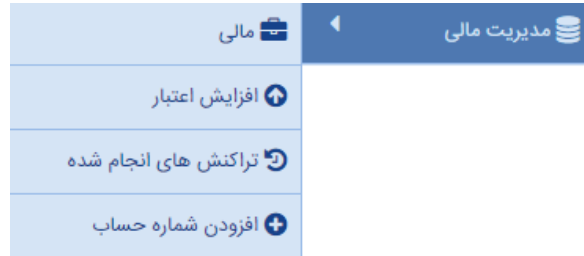 مدیریت مالی
مالی
افزایش اعتبار
تراکنش های انجام شده
افزودن شماره حساب